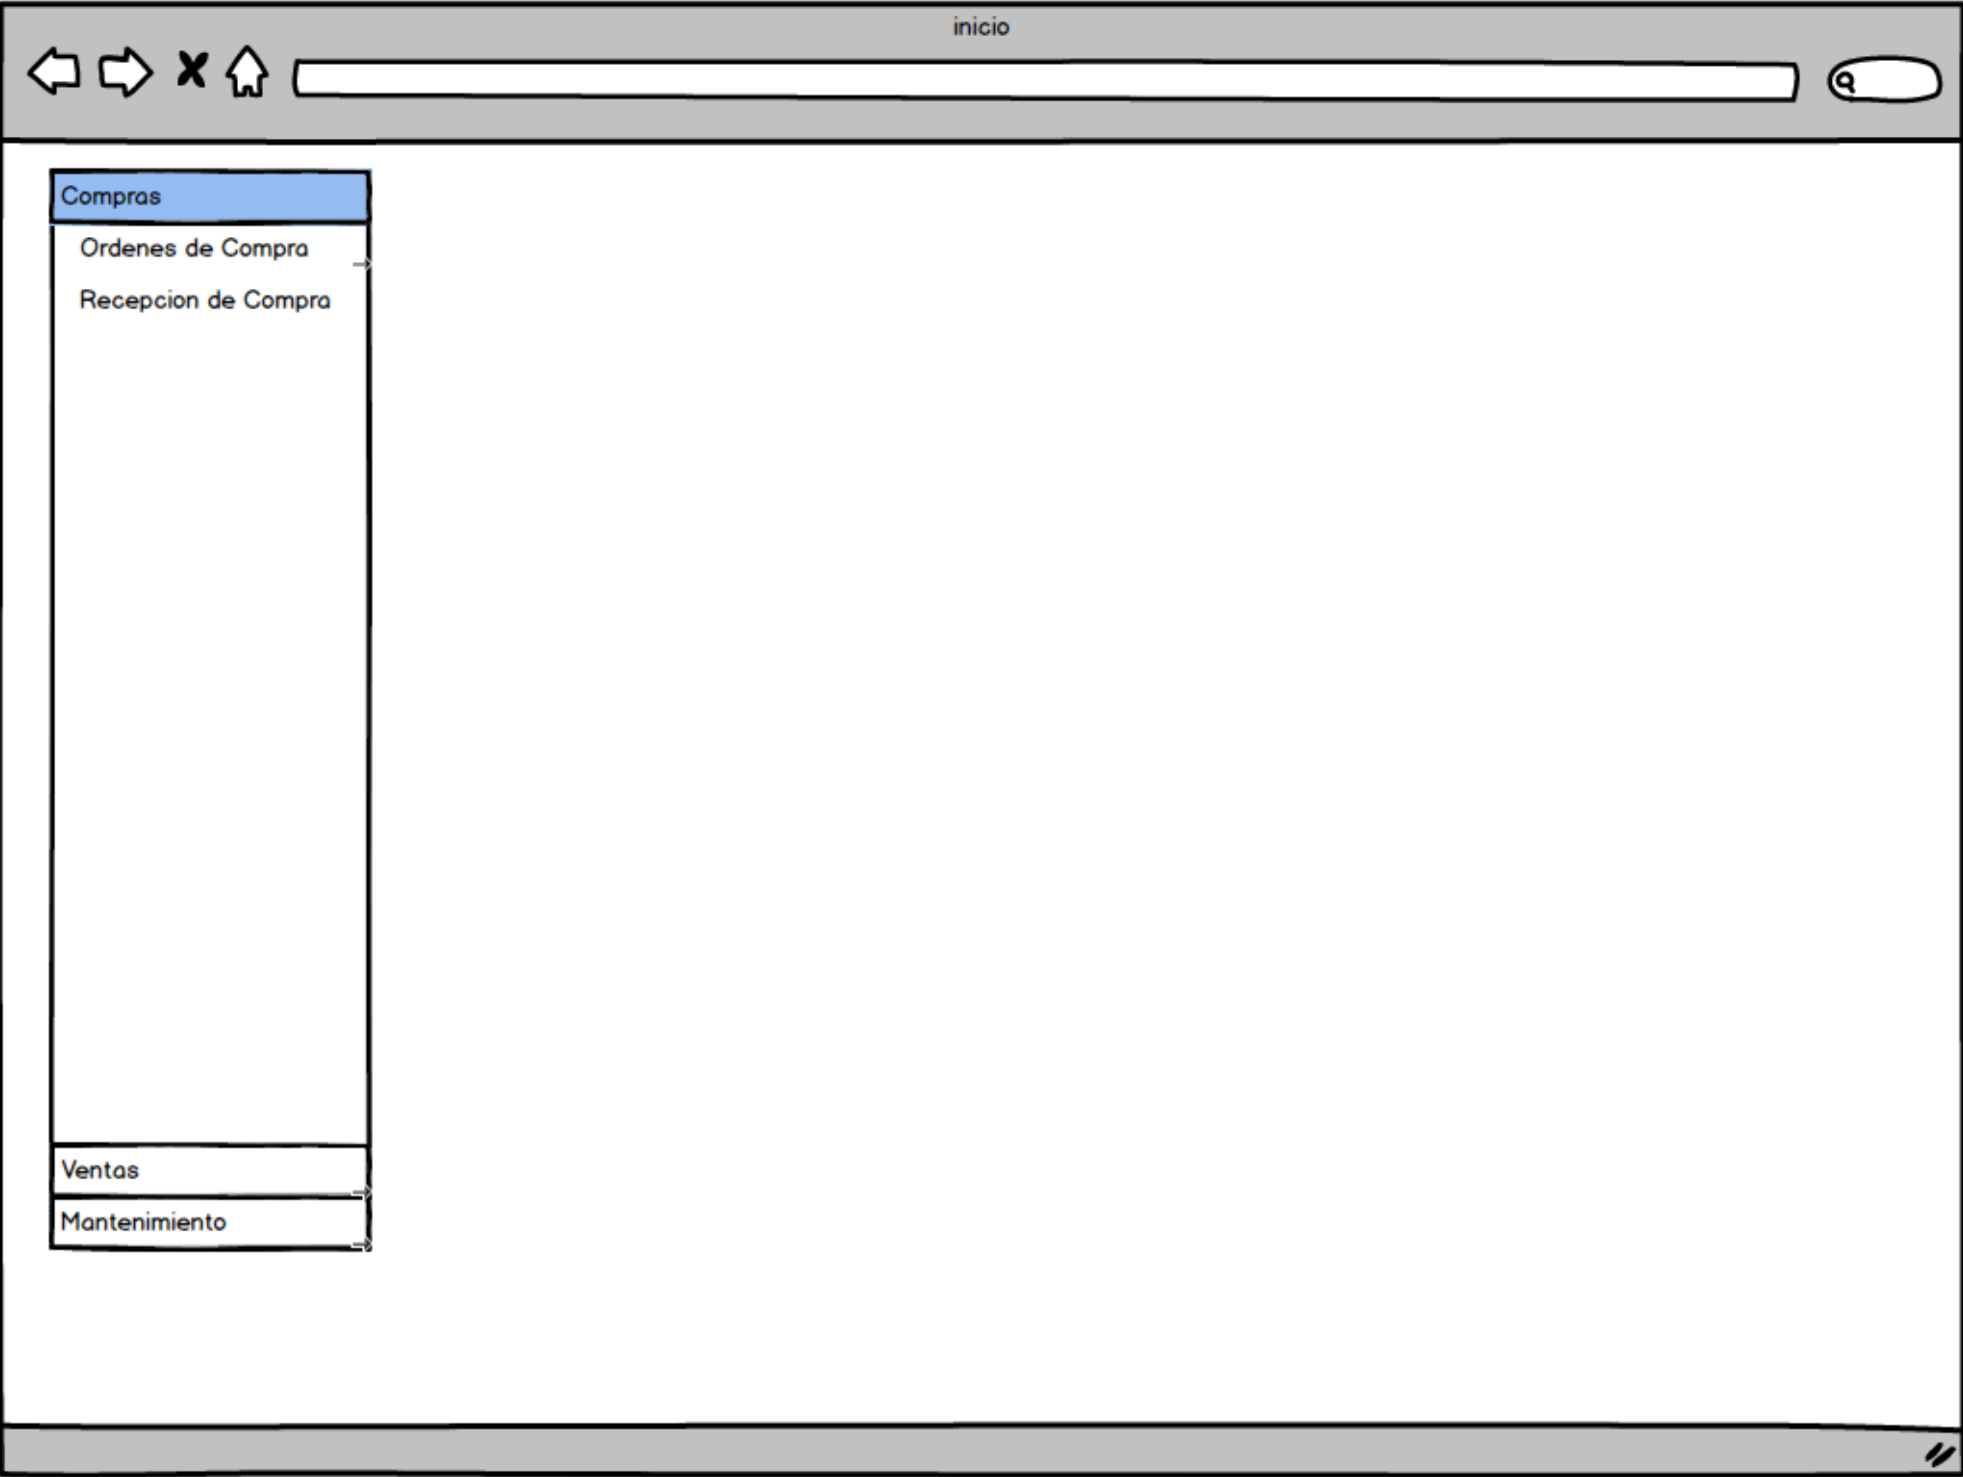 inicio
Compras
Ordenes de Compra
Recepcion de Compra
Ventas
Mantenimiento